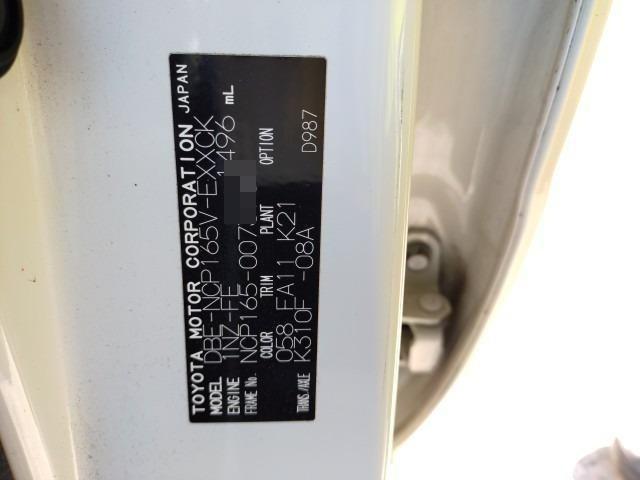 TOYOTA MOTOR CORPORATION JAPAN
MODEL DBE-NCP165V-EXXCK
ENGINE 1NZ-FE 1496 mL
FRAME No. NCP165-007
COLOR TRIM PLANT OPTION
058 FA11 K21
TRANS./AXLE K310F -08A D987